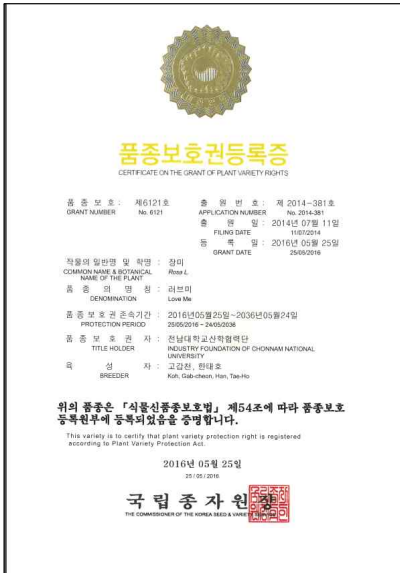 품종보호권등록증
CERTIFICATE ON THE GRANT OF PLANT VARIETY RIGHTS
품 종 보 호 : 제6121호
GRANT NUMBER No. 6121
출 원 번 호 : 제 2014-381호
APPLICATION NUMBER No. 2014-381
출 원 일 : 2014년 07월 11일
FILING DATE 11/07/2014
등 록 일 : 2016년 05월 25일
GRANT DATE 25/05/2016
작물의 일반명 및 학명 : 장미
COMMON NAME & BOTANICAL Rosa L.
NAME OF THE PLANT
품 종 의 명 칭 : 러브미
DENOMINATION Love Me
품종보호권존속기간 : 2016년05월25일~2036년05월24일
PROTECTION PERIOD 25/05/2016 ~ 24/05/2036
품 종 보 호 권 자 : 전남대학교산학협력단
TITLE HOLDER INDUSTRY FOUNDATION OF CHONNAM NATIONAL
UNIVERSITY
육 성 자 : 고갑천, 한태호
BREEDER Koh, Gab-cheon, Han, Tae-Ho
위의 품종은 「식물신품종보호법」 제54조에 따라 품종보호
등록원부에 등록되었음을 증명합니다.
This variety is to certify that plant variety protection right is registered
according to Plant Variety Protection Act.
2016년 05월 25일
25 / 05 / 2016
국 립 종 자 원 장
THE COMMISSIONER OF THE KOREA SEED & VARIETY SERVICE